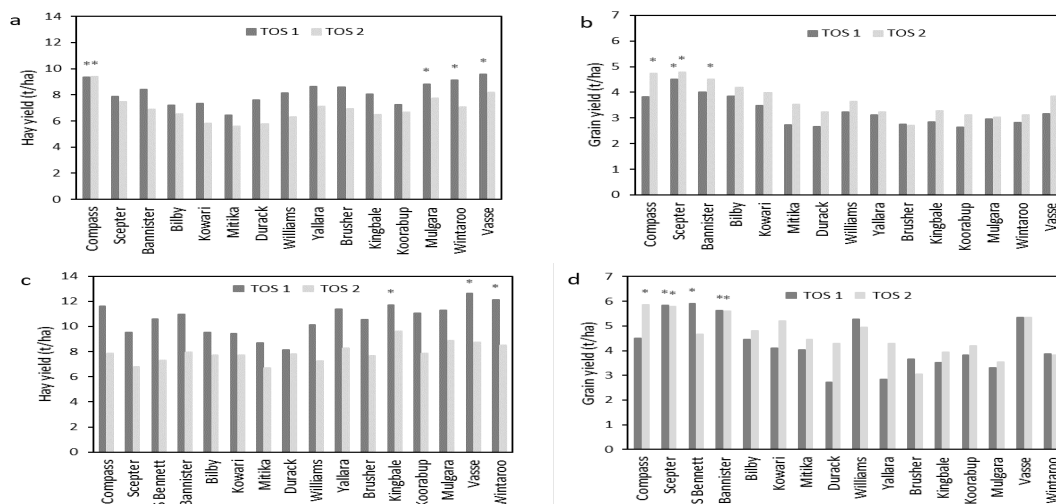 a
TOS 1 TOS 2
Hay yield (t/ha)
14
12
10
8
6
4
2
0
** * * *
Compass Scepter Bannister Bilby Kowari Mitika Durack Williams Yallara Brusher Kingbale Koorabup Mulgara Wintaroo Vasse
b
TOS 1 TOS 2
Grain yield (t/ha)
7
6
5
4
3
2
1
0
* * * *
Compass Scepter Bannister Bilby Kowari Mitika Durack Williams Yallara Brusher Kingbale Koorabup Mulgara Wintaroo Vasse
c
TOS 1 TOS 2
Hay yield (t/ha)
14
12
10
8
6
4
2
0
* * *
Compass Scepter S Bennett Bannister Bilby Kowari Mitika Durack Williams Yallara Brusher Kingbale Koorabup Mulgara Vasse Wintaroo
d
TOS 1 TOS 2
Grain yield (t/ha)
7
6
5
4
3
2
1
0
* ** * **
Compass Scepter S Bennett Bannister Bilby Kowari Mitika Durack Williams Yallara Brusher Kingbale Koorabup Mulgara Vasse Wintaroo